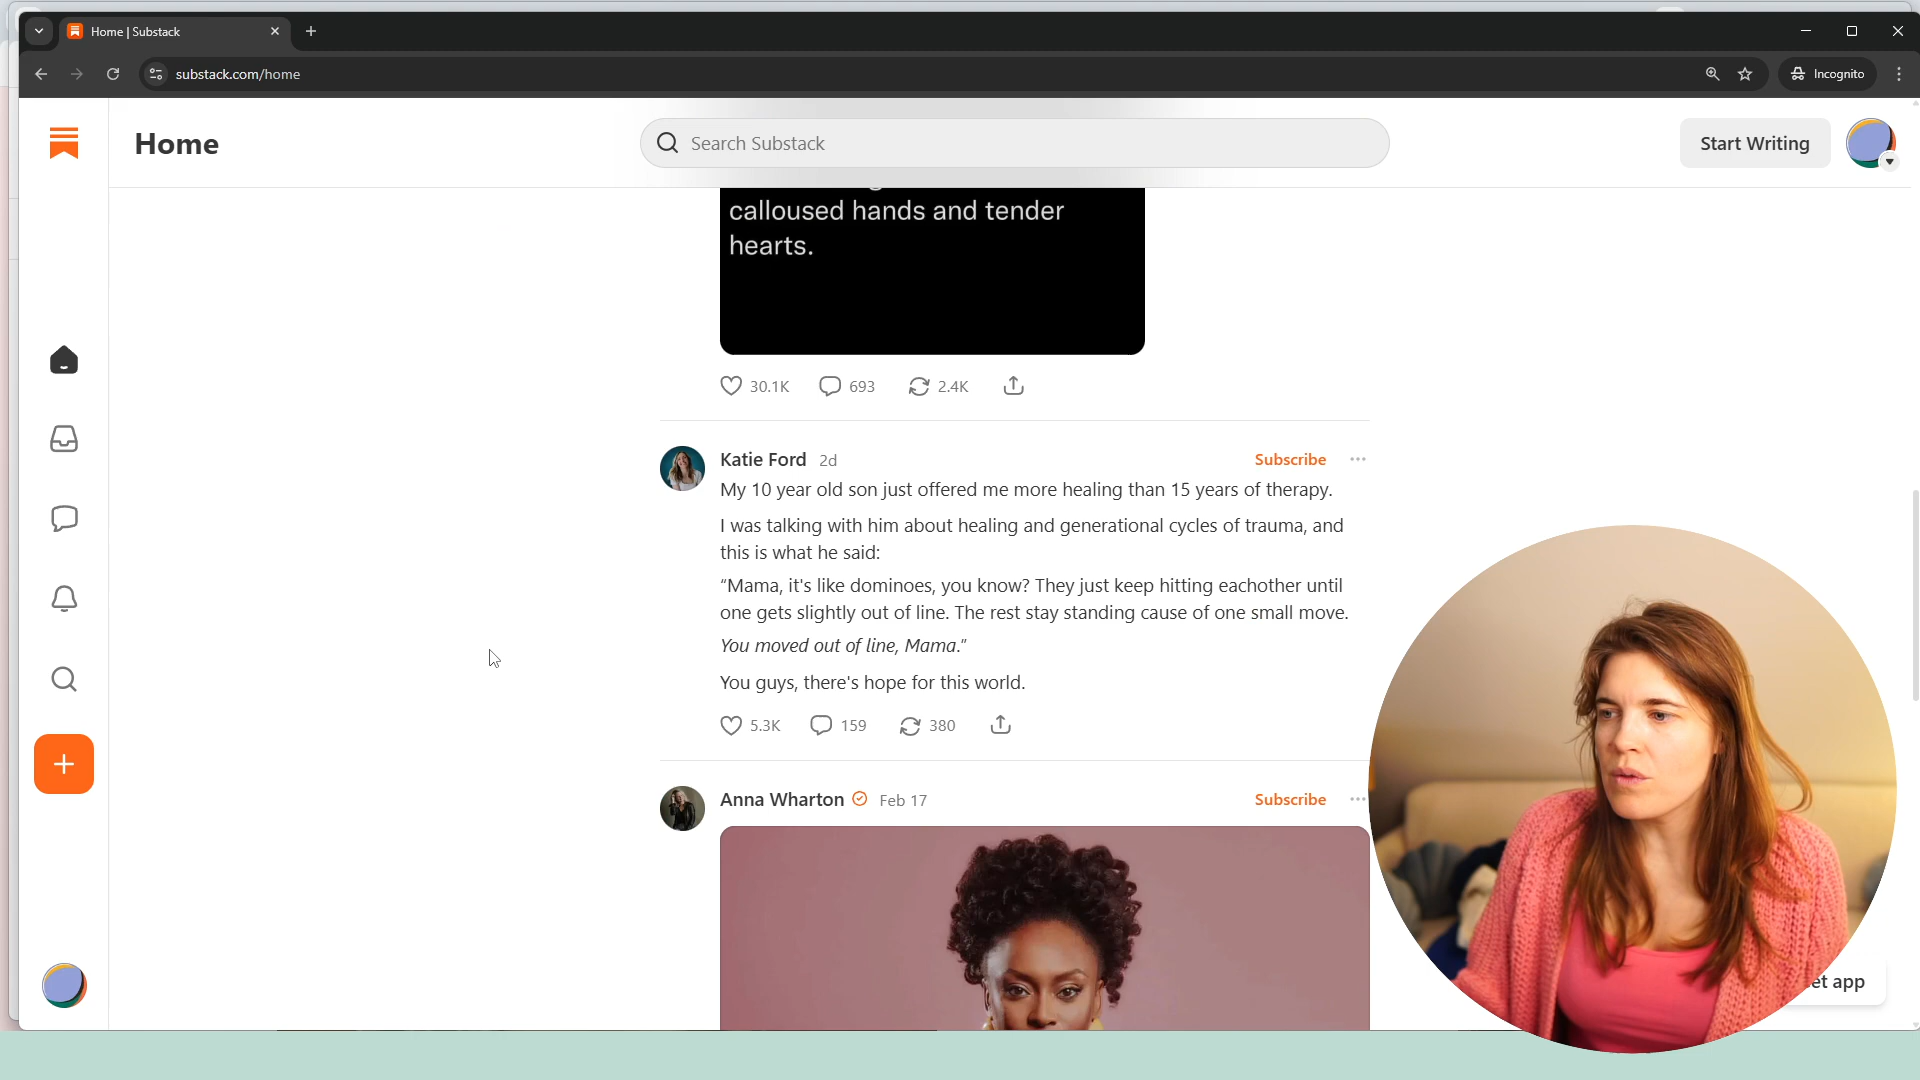 Home | Substack
substack.com/home
Incognito
Home
Search Substack
Start Writing
calloused hands and tender
hearts.
30.1K 693 2.4K
Katie Ford 2d
Subscribe
My 10 year old son just offered me more healing than 15 years of therapy.
I was talking with him about healing and generational cycles of trauma, and
this is what he said:
“Mama, it's like dominoes, you know? They just keep hitting eachother until
one gets slightly out of line. The rest stay standing cause of one small move.
You moved out of line, Mama.”
You guys, there's hope for this world.
5.3K 159 380
Anna Wharton Feb 17
Subscribe
app